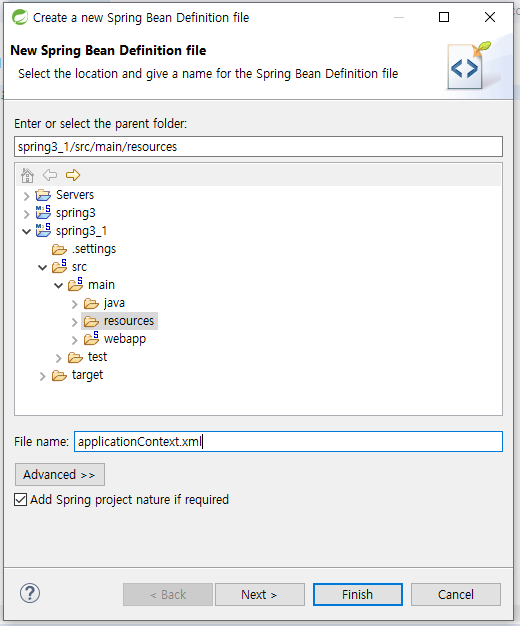 Create a new Spring Bean Definition file
New Spring Bean Definition file
Select the location and give a name for the Spring Bean Definition file
Enter or select the parent folder:
spring3_1/src/main/resources
Servers
spring3
spring3_1
.settings
src
main
java
resources
webapp
test
target
File name: applicationContext.xml
Advanced >>
Add Spring project nature if required
< Back Next > Finish Cancel